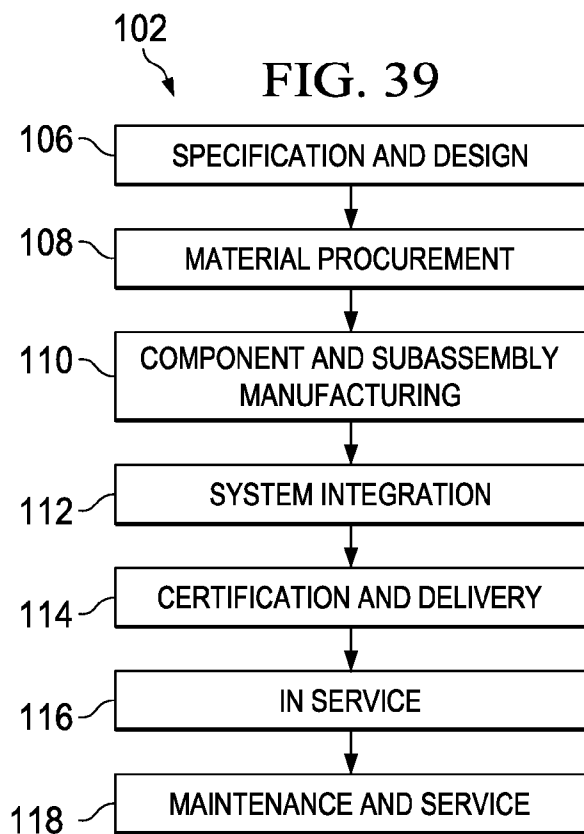 102
FIG. 39
106
SPECIFICATION AND DESIGN
108
MATERIAL PROCUREMENT
110
COMPONENT AND SUBASSEMBLY
MANUFACTURING
112
SYSTEM INTEGRATION
114
CERTIFICATION AND DELIVERY
116
IN SERVICE
118
MAINTENANCE AND SERVICE